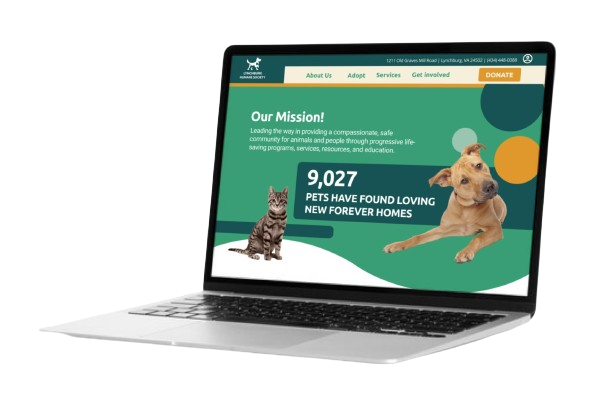 1211 Old Graves Mill Road | Lynchburg, VA 24502 | (434) 448-0088
LYNCHBURG
HUMANE SOCIETY
About Us Adopt Services Get involved DONATE
Our Mission!
Leading the way in providing a compassionate, safe
community for animals and people through progressive life-
saving programs, services, resources, and education.
9,027
PETS HAVE FOUND LOVING
NEW FOREVER HOMES